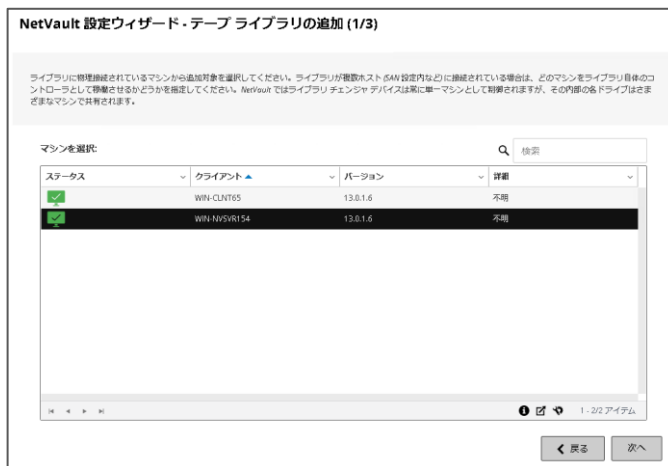 NetVault 設定ウィザード - テープ ライブラリの追加 (1/3)
ライブラリに物理接続されているマシンから追加対象を選択してください。ライブラリが複数ホスト (SAN 設定内など) に接続されている場合は、どのマシンをライブラリ自体のコ
ントローラとして稼働させるかどうかを指定してください。NetVault ではライブラリ チェンジャ デバイスは常に単一マシンとして制御されますが、その内部の各ドライブはさま
ざまなマシンで共有されます。
マシンを選択:
検索
ステータス クライアント バージョン 詳細
WIN-CLNT65 13.0.1.6 不明
WIN-NVSVR154 13.0.1.6 不明
1 - 2/2 アイテム
戻る 次へ